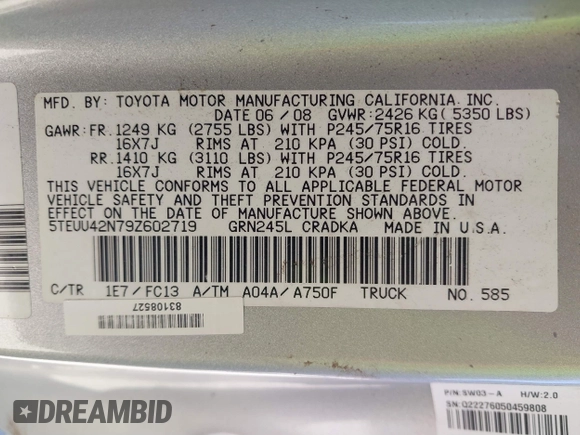 MFD. BY: TOYOTA MOTOR MANUFACTURING CALIFORNIA. INC.
DATE 06 / 08 GVWR: 2426 KG ( 5350 LBS)
GAWR: FR. 1249 KG (2755 LBS) WITH P245/75R16 TIRES
16X7J RIMS AT 210 KPA (30 PSI) COLD.
RR. 1410 KG (3110 LBS) WITH P245/75R16 TIRES
16X7J RIMS AT 210 KPA (30 PSI) COLD.
THIS VEHICLE CONFORMS TO ALL APPLICABLE FEDERAL MOTOR
VEHICLE SAFETY AND THEFT PREVENTION STANDARDS IN
EFFECT ON THE DATE OF MANUFACTURE SHOWN ABOVE.
5TEUU42N79Z602719 GRN245L CRADKA MADE IN U.S.A.
C/TR 1E7 / FC13 A/TM A04A / A750F TRUCK NO. 585
83108527
P/N: SW03-A H/W: 2.0
SN: Q22276050459808
DEALER
CENTER